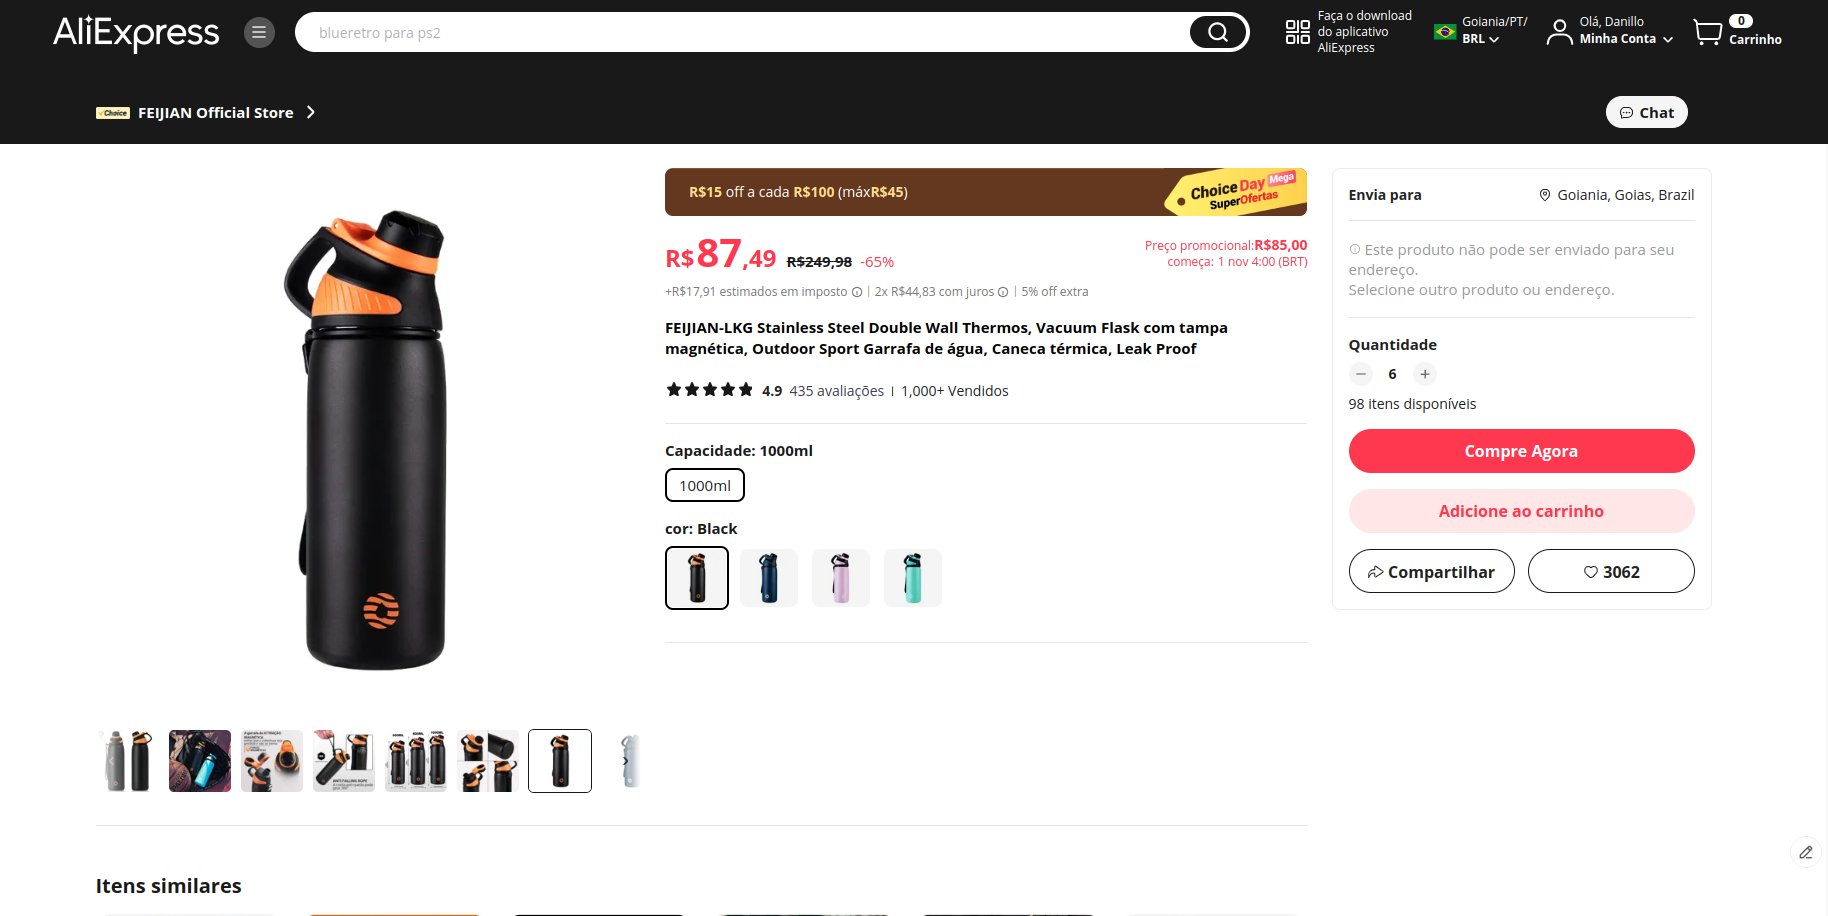 AliExpress
blueretro para ps2
Faça o download
do aplicativo
AliExpress
Goiania/PT/
BRL
Olá, Danillo
Minha Conta
0
Carrinho
Choice
FEIJIAN Official Store
Chat
R$15 off a cada R$100 (máxR$45)
Choice Day Mega
SuperOfertas
R$87,49 R$249,98 -65%
Preço promocional:R$85,00
começa: 1 nov 4:00 (BRT)
+R$17,91 estimados em imposto | 2x R$44,83 com juros | 5% off extra
FEIJIAN-LKG Stainless Steel Double Wall Thermos, Vacuum Flask com tampa
magnética, Outdoor Sport Garrafa de água, Caneca térmica, Leak Proof
4.9 435 avaliações | 1,000+ Vendidos
Capacidade: 1000ml
1000ml
cor: Black
Envia para
Goiania, Goias, Brazil
Este produto não pode ser enviado para seu
endereço.
Selecione outro produto ou endereço.
Quantidade
6
98 itens disponíveis
Compre Agora
Adicione ao carrinho
Compartilhar
3062
Itens similares